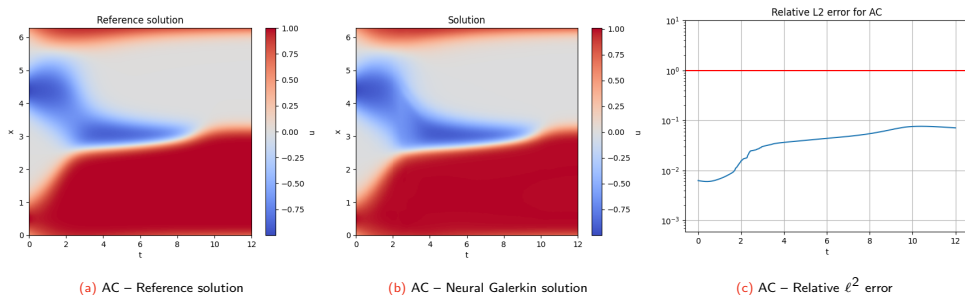 Reference solution
6
5
4
3
2
1
0
x
0 2 4 6 8 10 12
t
1.00
0.75
0.50
0.25
0.00
−0.25
−0.50
−0.75
u
(a) AC – Reference solution
Solution
6
5
4
3
2
1
0
x
0 2 4 6 8 10 12
t
1.00
0.75
0.50
0.25
0.00
−0.25
−0.50
−0.75
u
(b) AC – Neural Galerkin solution
Relative L2 error for AC
10¹
10⁰
10⁻¹
10⁻²
10⁻³
0 2 4 6 8 10 12
t
(c) AC – Relative ℓ² error